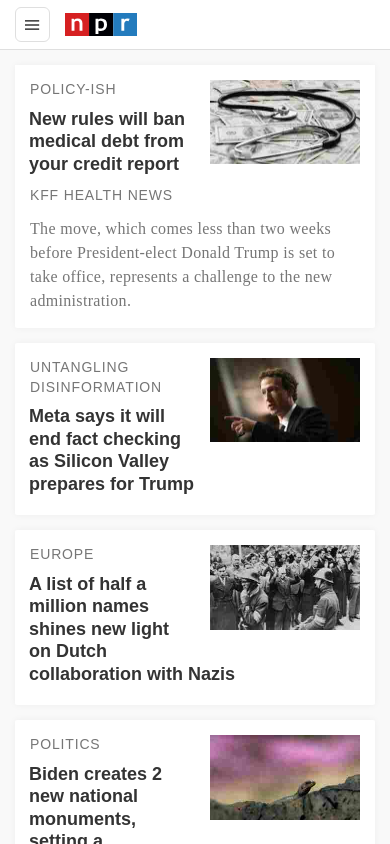 npr
POLICY-ISH
New rules will ban
medical debt from
your credit report
KFF HEALTH NEWS
The move, which comes less than two weeks
before President-elect Donald Trump is set to
take office, represents a challenge to the new
administration.
UNTANGLING
DISINFORMATION
Meta says it will
end fact checking
as Silicon Valley
prepares for Trump
EUROPE
A list of half a
million names
shines new light
on Dutch
collaboration with Nazis
POLITICS
Biden creates 2
new national
monuments,
setting a